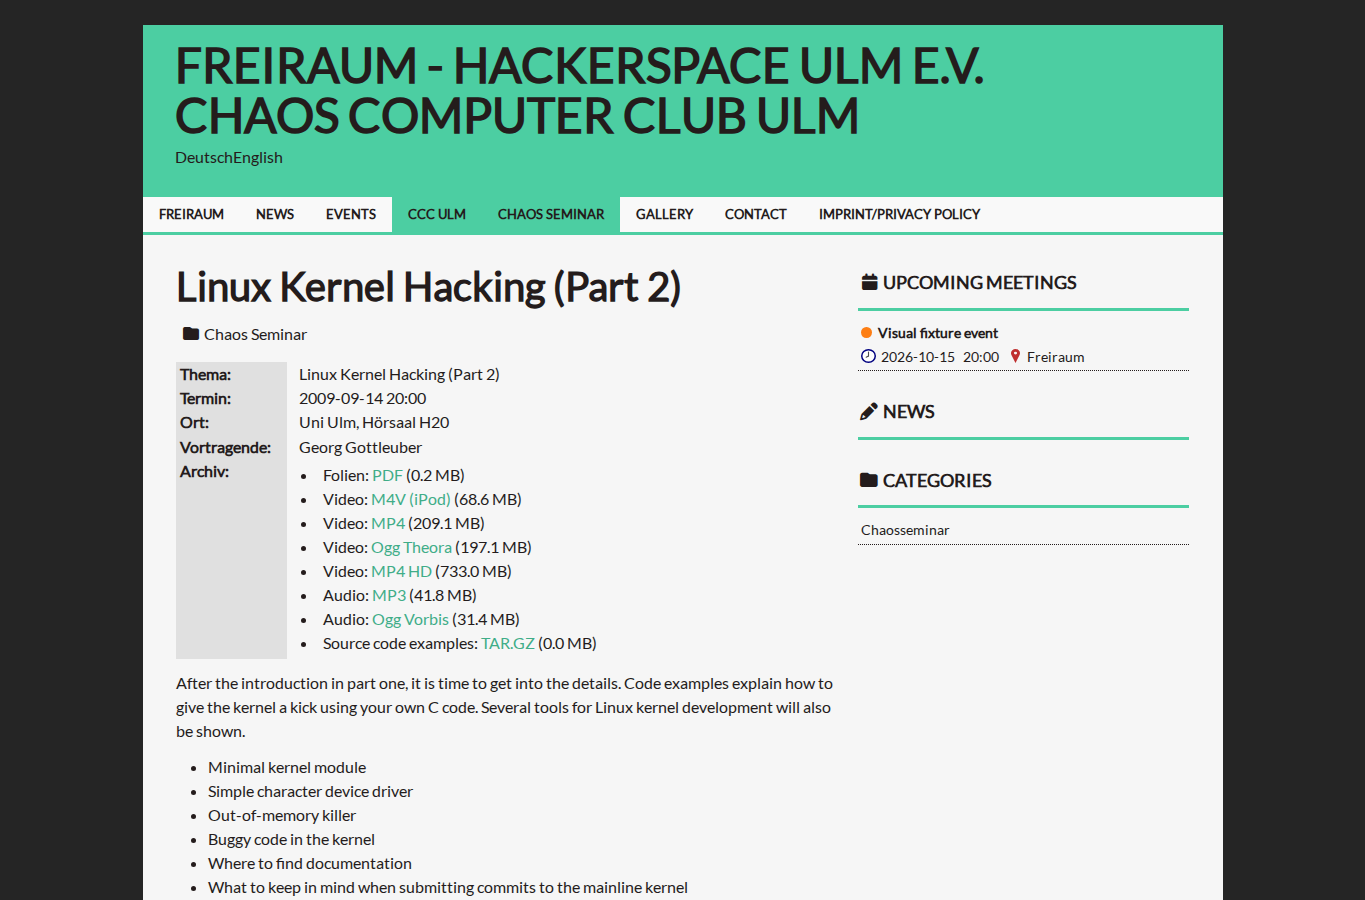 FREIRAUM - HACKERSPACE ULM E.V.
CHAOS COMPUTER CLUB ULM
DeutschEnglish
FREIRAUM NEWS EVENTS CCC ULM CHAOS SEMINAR GALLERY CONTACT IMPRINT/PRIVACY POLICY
Linux Kernel Hacking (Part 2)
Chaos Seminar
Thema: Linux Kernel Hacking (Part 2)
Termin: 2009-09-14 20:00
Ort: Uni Ulm, Hörsaal H20
Vortragende: Georg Gottleuber
Archiv:
• Folien: PDF (0.2 MB)
• Video: M4V (iPod) (68.6 MB)
• Video: MP4 (209.1 MB)
• Video: Ogg Theora (197.1 MB)
• Video: MP4 HD (733.0 MB)
• Audio: MP3 (41.8 MB)
• Audio: Ogg Vorbis (31.4 MB)
• Source code examples: TAR.GZ (0.0 MB)
After the introduction in part one, it is time to get into the details. Code examples explain how to
give the kernel a kick using your own C code. Several tools for Linux kernel development will also
be shown.
• Minimal kernel module
• Simple character device driver
• Out-of-memory killer
• Buggy code in the kernel
• Where to find documentation
• What to keep in mind when submitting commits to the mainline kernel
UPCOMING MEETINGS
Visual fixture event
2026-10-15 20:00 Freiraum
NEWS
CATEGORIES
Chaosseminar